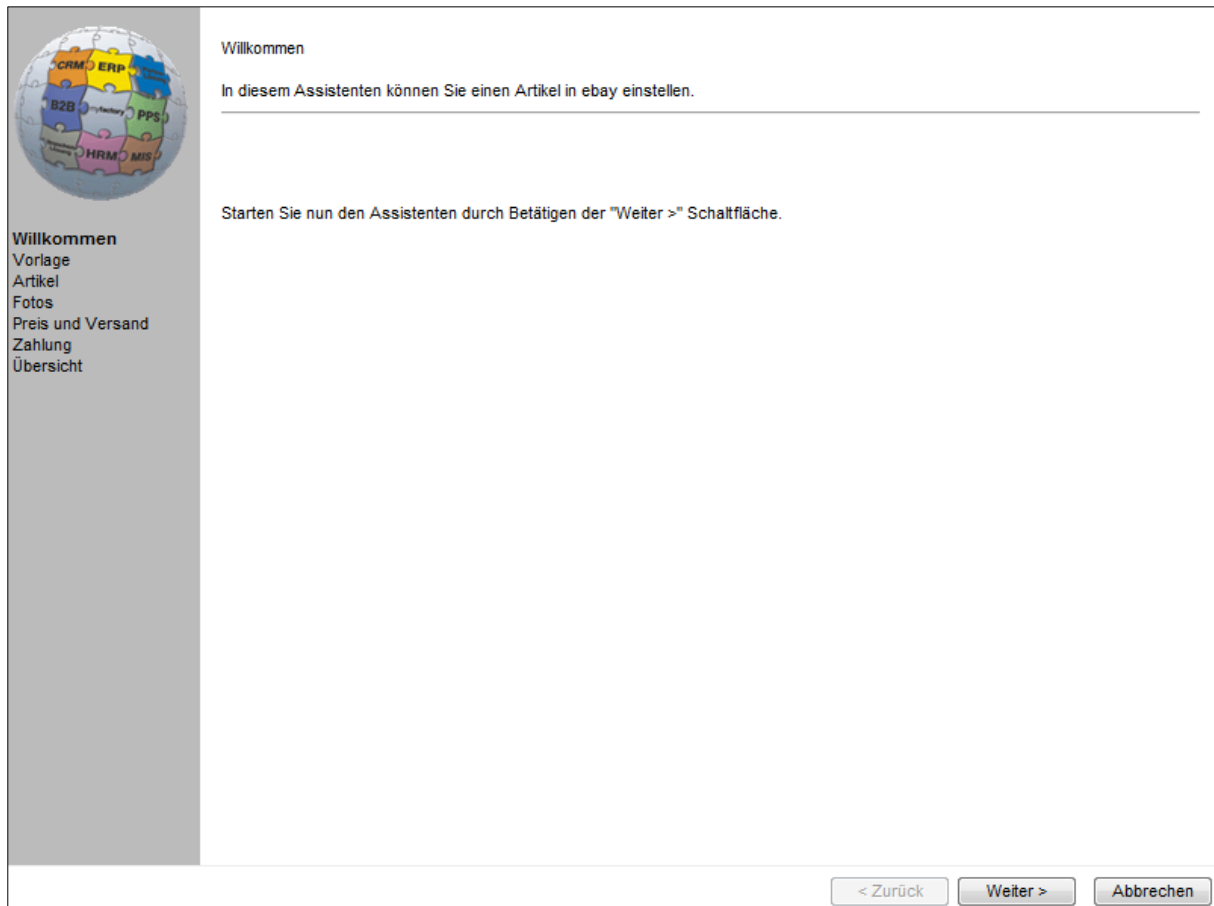 CRM
ERP
B2B
myfactory
PPS
HRM
MIS
Willkommen
Vorlage
Artikel
Fotos
Preis und Versand
Zahlung
Übersicht
Willkommen
In diesem Assistenten können Sie einen Artikel in ebay einstellen.
Starten Sie nun den Assistenten durch Betätigen der "Weiter >" Schaltfläche.
< Zurück
Weiter >
Abbrechen